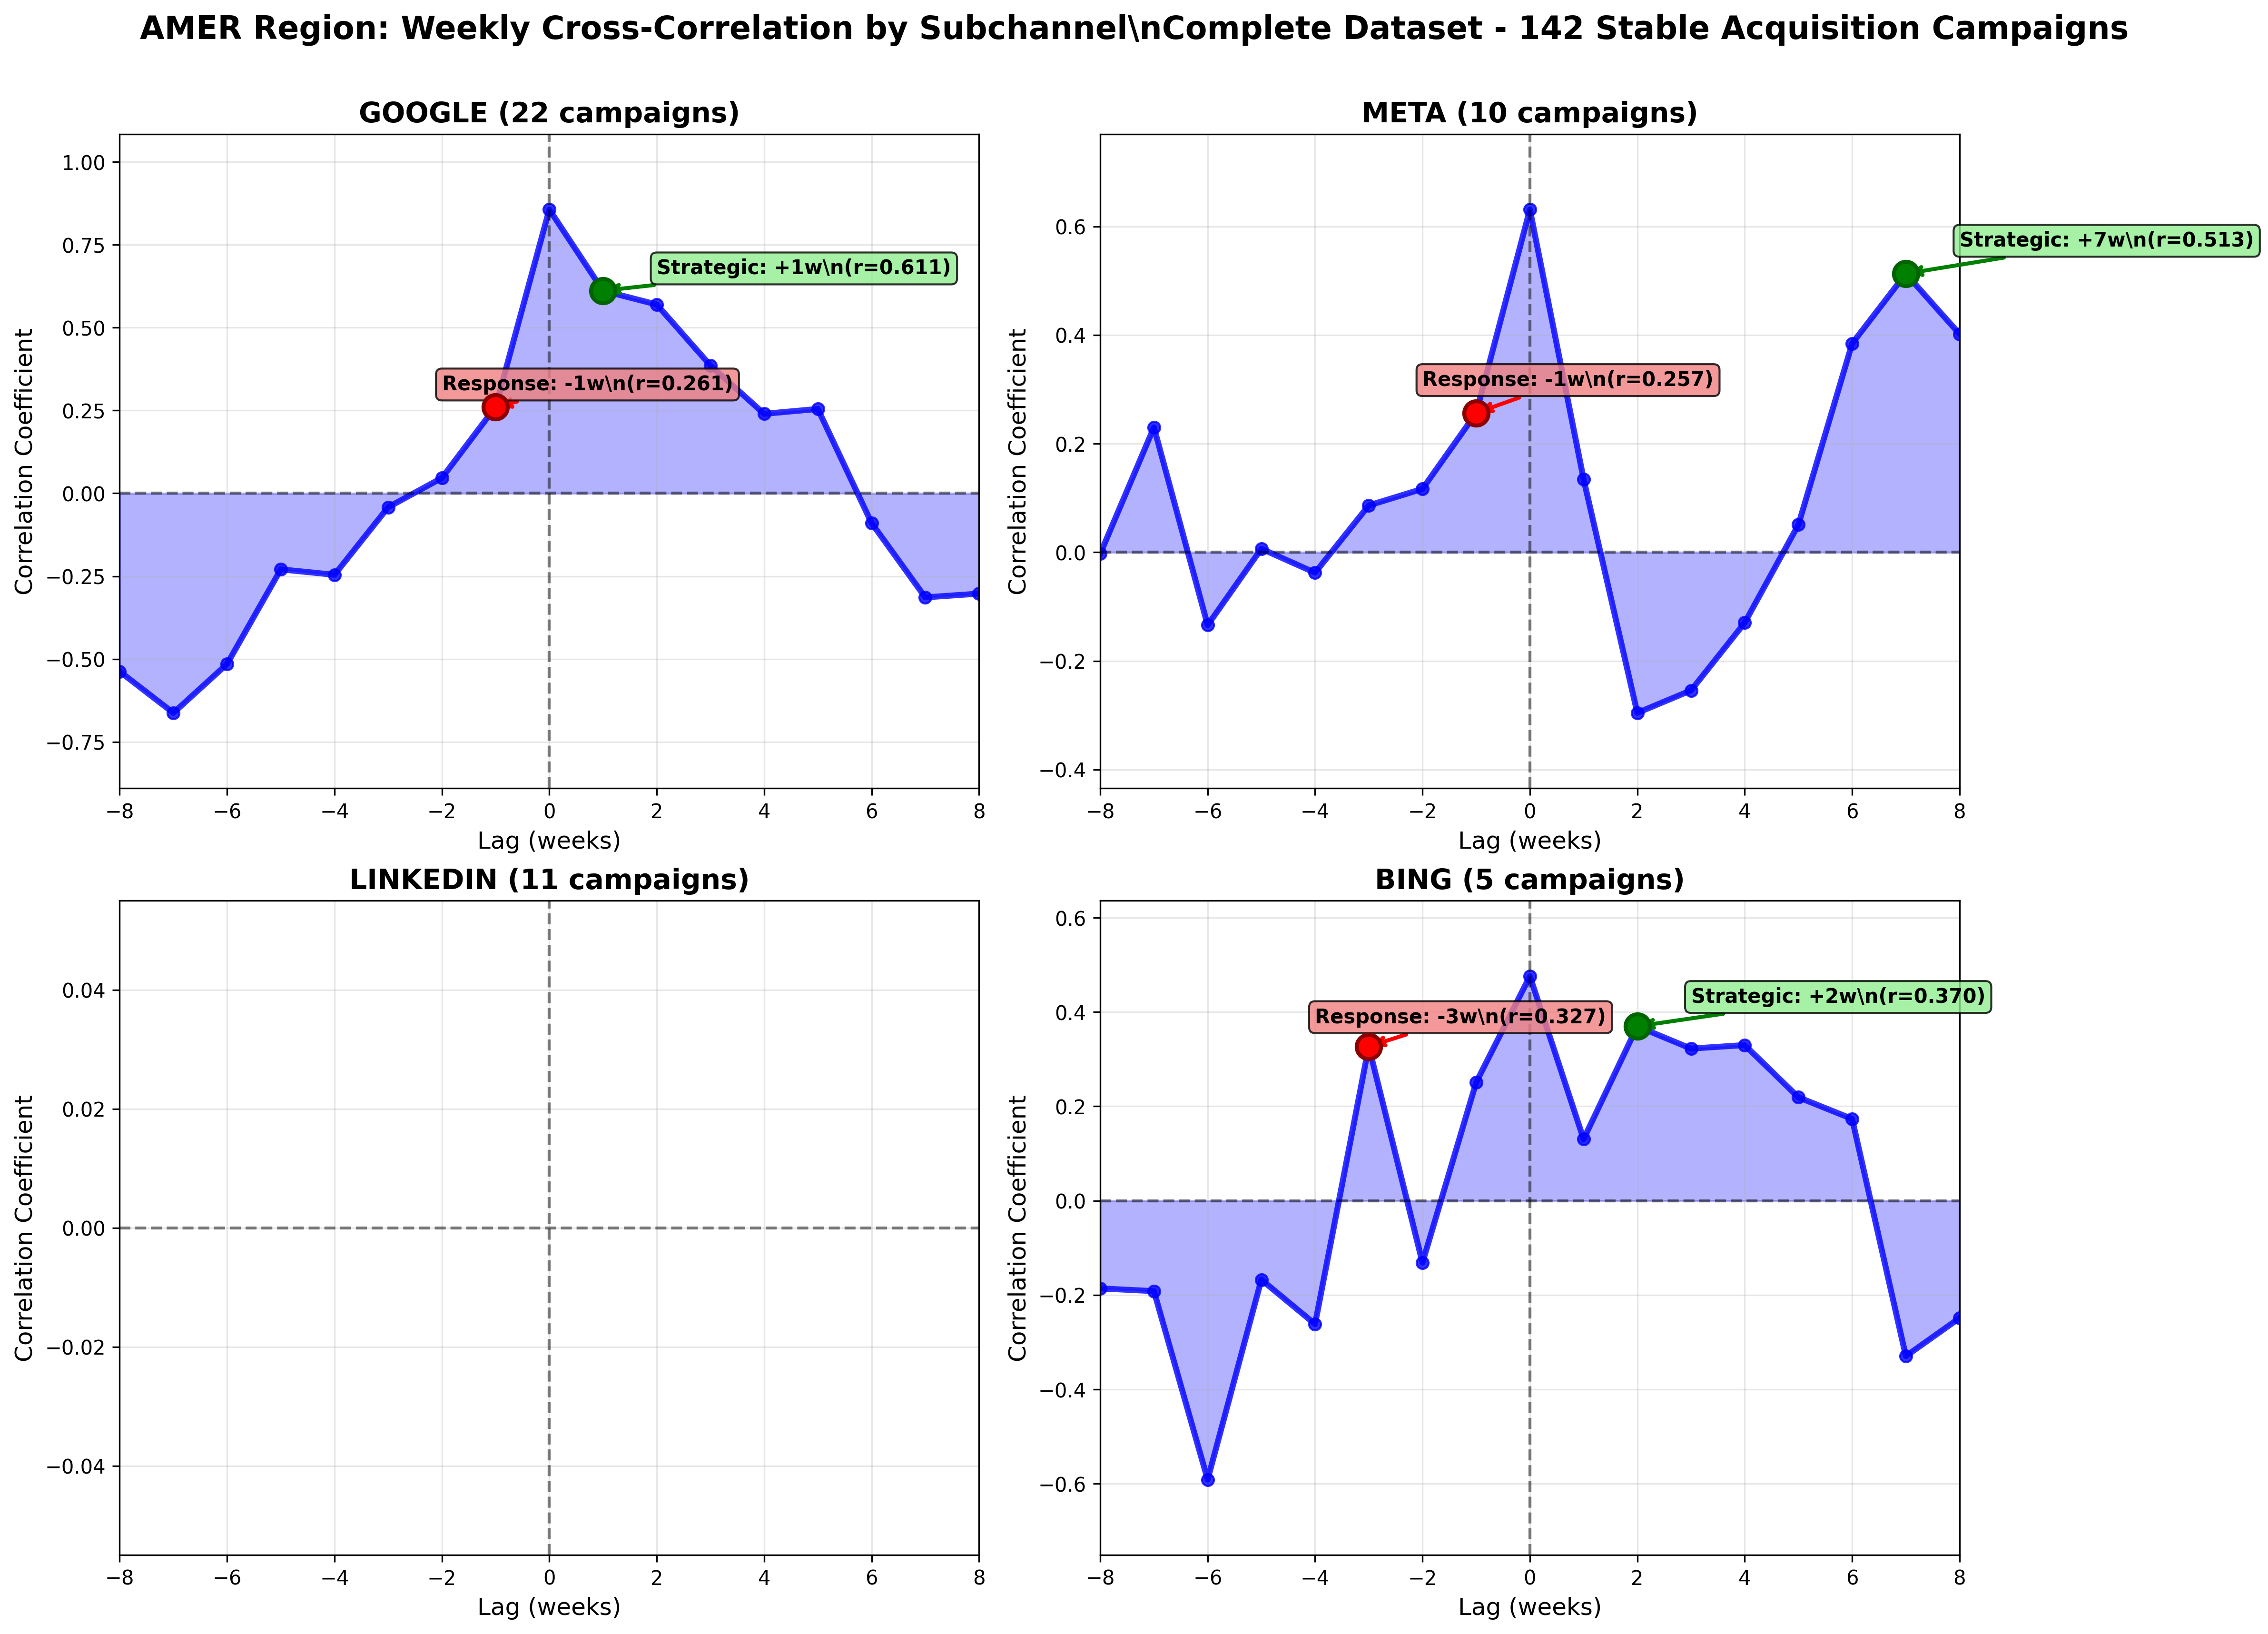 AMER Region: Weekly Cross-Correlation by Subchannel\nComplete Dataset - 142 Stable Acquisition Campaigns
GOOGLE (22 campaigns)
Correlation Coefficient
1.00
0.75
0.50
0.25
0.00
−0.25
−0.50
−0.75
Strategic: +1w\n(r=0.611)
Response: -1w\n(r=0.261)
−8 −6 −4 −2 0 2 4 6 8
Lag (weeks)
META (10 campaigns)
Correlation Coefficient
0.6
0.4
0.2
0.0
−0.2
−0.4
Strategic: +7w\n(r=0.513)
Response: -1w\n(r=0.257)
−8 −6 −4 −2 0 2 4 6 8
Lag (weeks)
LINKEDIN (11 campaigns)
Correlation Coefficient
0.04
0.02
0.00
−0.02
−0.04
−8 −6 −4 −2 0 2 4 6 8
Lag (weeks)
BING (5 campaigns)
Correlation Coefficient
0.6
0.4
0.2
0.0
−0.2
−0.4
−0.6
Strategic: +2w\n(r=0.370)
Response: -3w\n(r=0.327)
−8 −6 −4 −2 0 2 4 6 8
Lag (weeks)